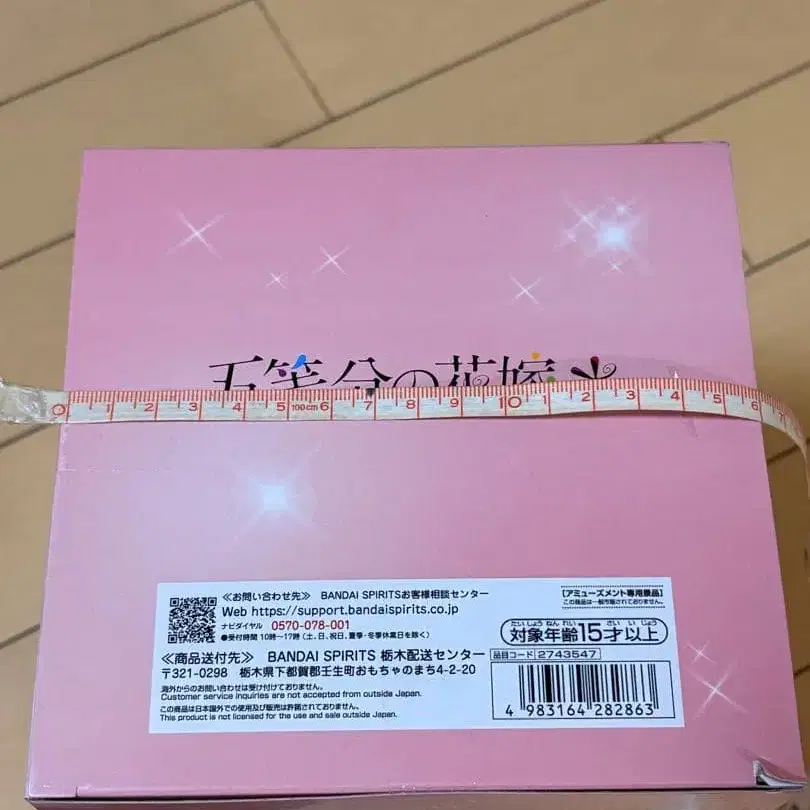 五等分の花嫁*
0 1 2 3 4 5 100cm 6 7 8 9 10 1 2 3 4 5 6 7
≪お問い合わせ先≫ BANDAI SPIRITSお客様相談センター
Web https://support.bandaispirits.co.jp
ナビダイヤル 0570-078-001
●受付時間 10時〜17時(土、日、祝日、夏季・冬季休業日を除く)
≪商品送付先≫ BANDAI SPIRITS 栃木配送センター
〒321-0298 栃木県下都賀郡壬生町おもちゃのまち4-2-20
海外からのお問い合わせは受け付けておりません。
Customer service inquiries are not accepted from outside Japan.
この商品は日本国外での使用及び販売は許諾されておりません。
This product is not licensed for the use and sale outside Japan.
【アミューズメント専用景品】
この商品は一般市販されておりません。
たいしょうねんれい さいいじょう
対象年齢15才以上
品目コード 2743547
4 983164 282863